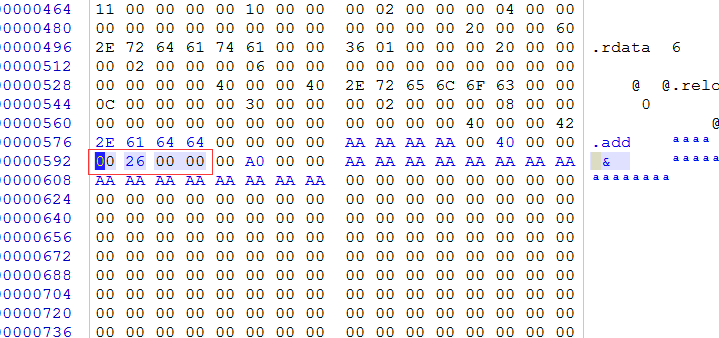 00000464 11 00 00 00 00 10 00 00 00 02 00 00 00 04 00 00
00000480 00 00 00 00 00 00 00 00 00 00 00 00 20 00 00 60
00000496 2E 72 64 61 74 61 00 00 36 01 00 00 00 20 00 00 .rdata 6
00000512 00 02 00 00 00 06 00 00 00 00 00 00 00 00 00 00
00000528 00 00 00 00 40 00 00 40 2E 72 65 6C 6F 63 00 00 @ @.reloc
00000544 0C 00 00 00 00 30 00 00 00 02 00 00 00 08 00 00 0
00000560 00 00 00 00 00 00 00 00 00 00 00 00 40 00 00 42 @
00000576 2E 61 64 64 00 00 00 00 AA AA AA AA 00 40 00 00 .add ªªªª
00000592 00 26 00 00 00 A0 00 00 AA AA AA AA AA AA AA AA & ªªªªª
00000608 AA AA AA AA AA AA AA AA 00 00 00 00 00 00 00 00 ªªªªªªªª
00000624 00 00 00 00 00 00 00 00 00 00 00 00 00 00 00 00
00000640 00 00 00 00 00 00 00 00 00 00 00 00 00 00 00 00
00000656 00 00 00 00 00 00 00 00 00 00 00 00 00 00 00 00
00000672 00 00 00 00 00 00 00 00 00 00 00 00 00 00 00 00
00000688 00 00 00 00 00 00 00 00 00 00 00 00 00 00 00 00
00000704 00 00 00 00 00 00 00 00 00 00 00 00 00 00 00 00
00000720 00 00 00 00 00 00 00 00 00 00 00 00 00 00 00 00
00000736 00 00 00 00 00 00 00 00 00 00 00 00 00 00 00 00